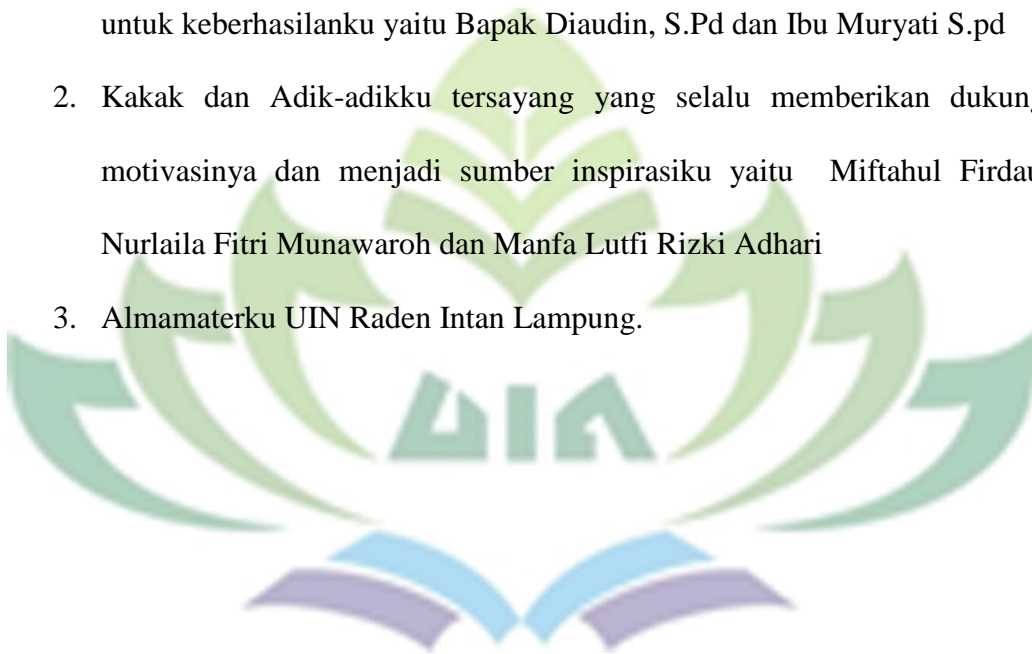 untuk keberhasilanku yaitu Bapak Diaudin, S.Pd dan Ibu Muryati S.pd
2. Kakak dan Adik-adikku tersayang yang selalu memberikan
motivasinya dan menjadi sumber inspirasiku yaitu Miftahul
Nurlaila Fitri Munawaroh dan Manfa Lutfi Rizki Adhari
3. Almamaterku UIN Raden Intan Lampung.
UIN